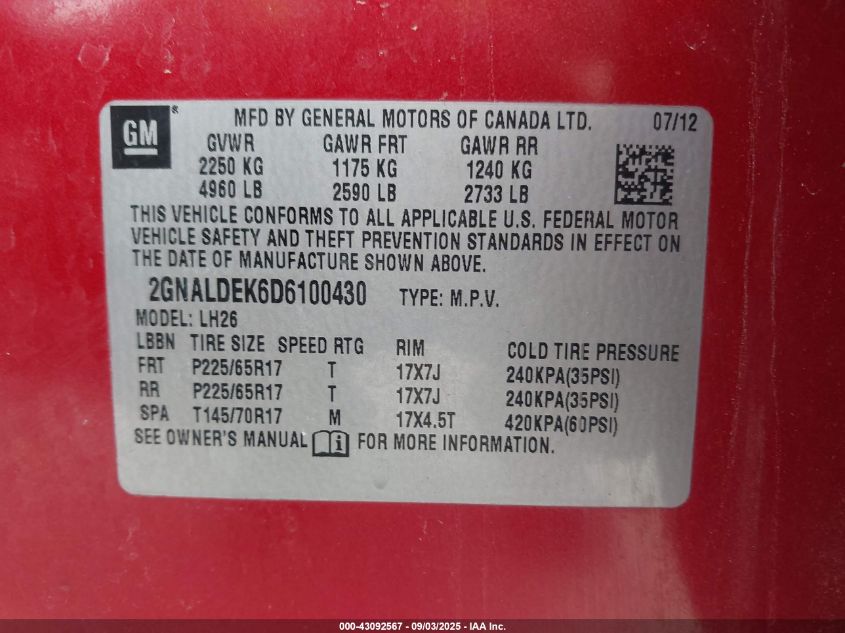 GM
MFD BY GENERAL MOTORS OF CANADA LTD. 07/12
GVWR GAWR FRT GAWR RR
2250 KG 1175 KG 1240 KG
4960 LB 2590 LB 2733 LB
THIS VEHICLE CONFORMS TO ALL APPLICABLE U.S. FEDERAL MOTOR
VEHICLE SAFETY AND THEFT PREVENTION STANDARDS IN EFFECT ON
THE DATE OF MANUFACTURE SHOWN ABOVE.
2GNALDEK6D6100430 TYPE: M.P.V.
MODEL: LH26
LBBN TIRE SIZE SPEED RTG RIM COLD TIRE PRESSURE
FRT P225/65R17 T 17X7J 240KPA(35PSI)
RR P225/65R17 T 17X7J 240KPA(35PSI)
SPA T145/70R17 M 17X4.5T 420KPA(60PSI)
SEE OWNER'S MANUAL i FOR MORE INFORMATION.
000-43092567 - 09/03/2025 - IAA Inc.